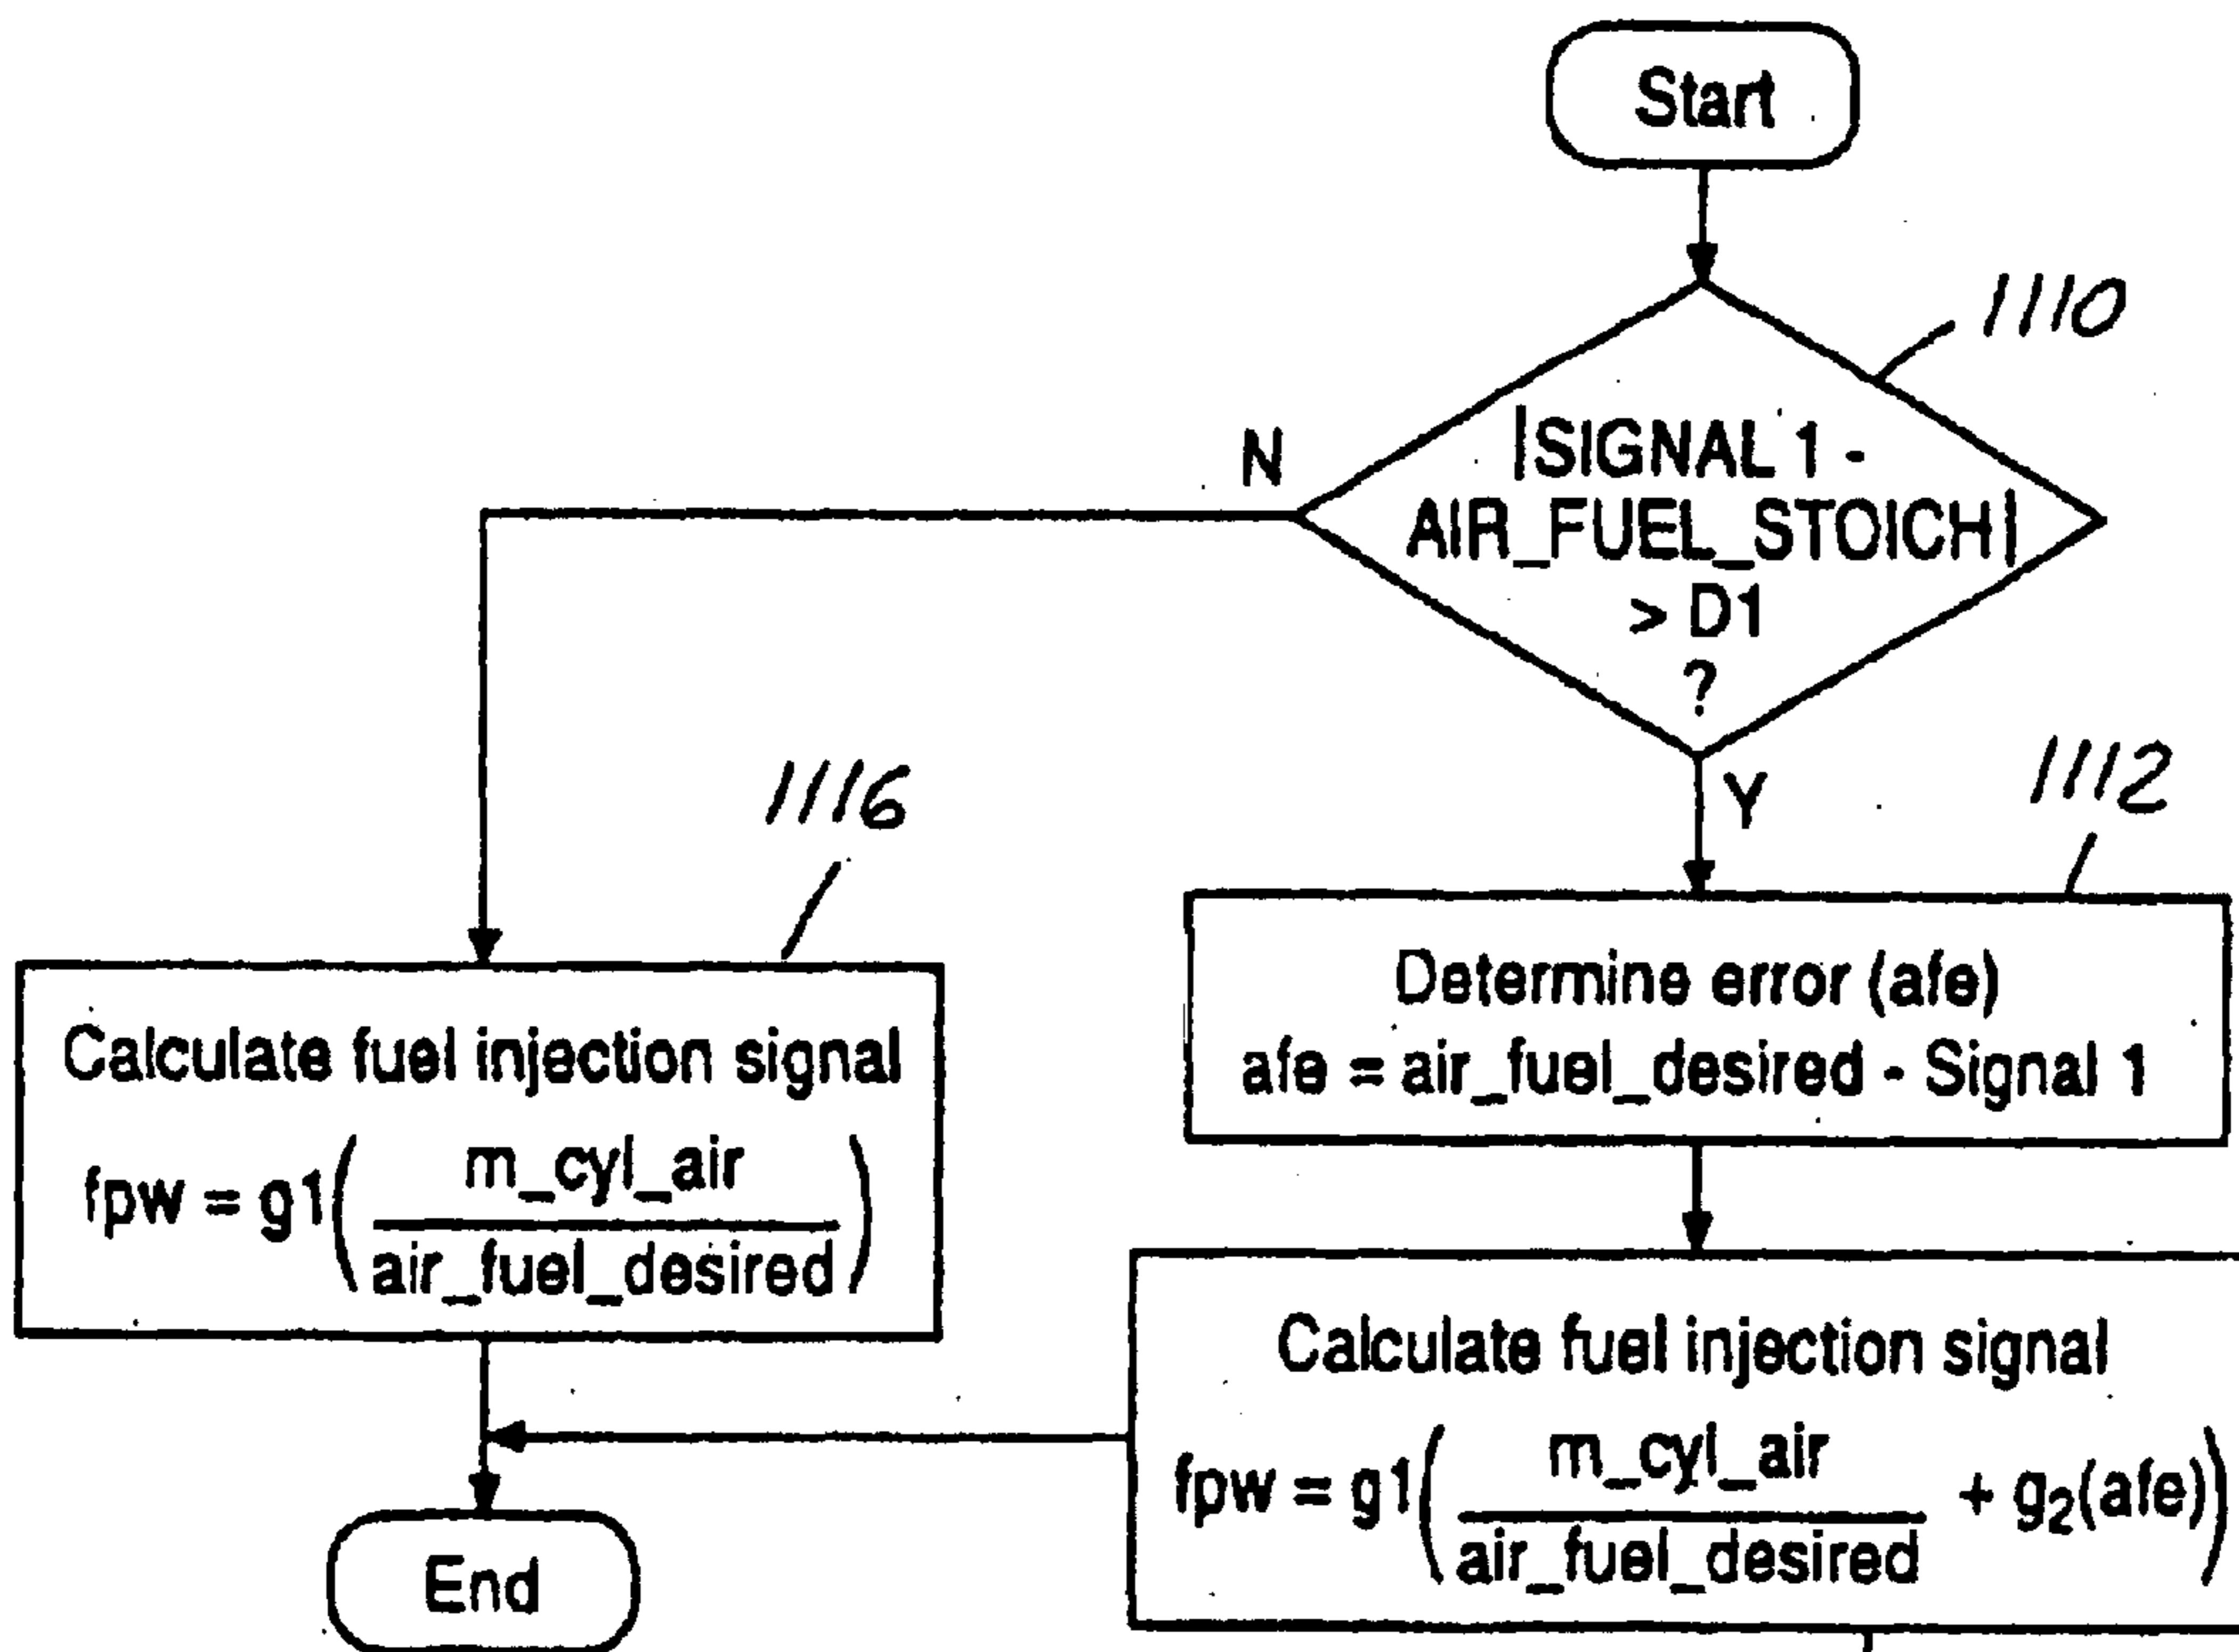 Start
1110
|SIGNAL 1 -
AIR_FUEL_STOICH|
> D1
?
N
Y
1112
Determine error (afe)
afe = air_fuel_desired - Signal 1
1116
Calculate fuel injection signal
fpw = g1(m_cyl_air / air_fuel_desired)
Calculate fuel injection signal
fpw = g1(m_cyl_air / air_fuel_desired + g₂(afe))
End